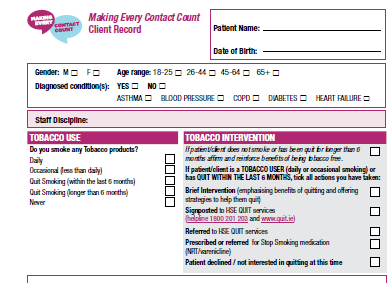 MAKING EVERY CONTACT COUNT
Making Every Contact Count
Client Record
Patient Name:
Date of Birth:
Gender: M □ F □ Age range: 18-25 □ 26-44 □ 45-64 □ 65+ □
Diagnosed condition(s): YES □ NO □
ASTHMA □ BLOOD PRESSURE □ COPD □ DIABETES □ HEART FAILURE □
Staff Discipline:
TOBACCO USE
Do you smoke any Tobacco products?
Daily
Occasional (less than daily)
Quit Smoking (within the last 6 months)
Quit Smoking (longer than 6 months)
Never
TOBACCO INTERVENTION
If patient/client does not smoke or has been quit for longer than 6
months affirm and reinforce benefits of being tobacco free.
If patient/client is a TOBACCO USER (daily or occasional smoking) or
has QUIT WITHIN THE LAST 6 MONTHS, tick all actions you have taken:
Brief Intervention (emphasising benefits of quitting and offering
strategies to help them quit)
Signposted to HSE QUIT services
(helpline 1800 201 203 and www.quit.ie)
Referred to HSE QUIT services
Prescribed or referred for Stop Smoking medication
(NRT/varenicline)
Patient declined / not interested in quitting at this time